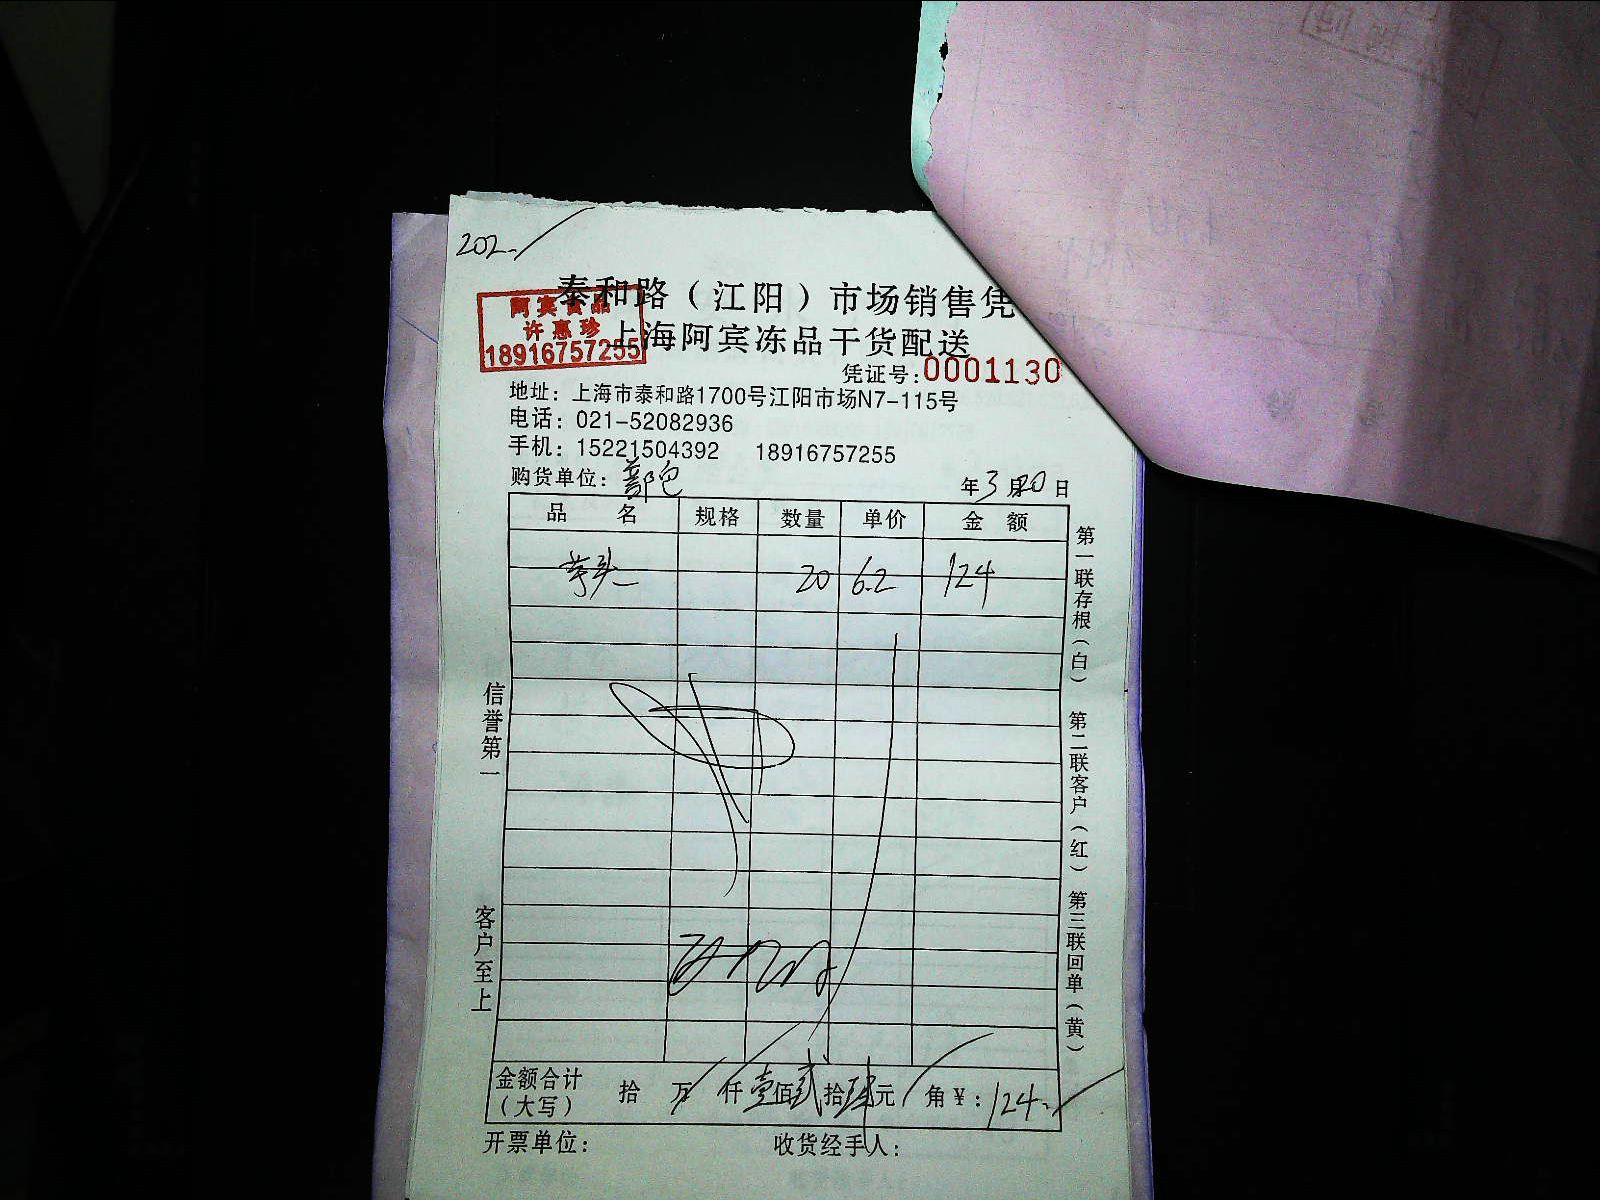 202
泰和路（江阳）市场销售凭
上海阿宾冻品干货配送
阿宾食品
许惠珍
18916757255
凭证号:0001130
地址：上海市泰和路1700号江阳市场N7-115号
电话：021-52082936
手机：15221504392 18916757255
购货单位：
年3月20日
品 名 规格 数量 单价 金 额
芋头 20 6.2 124
第一联存根（白） 第二联客户（红） 第三联回单（黄）
信誉第一 客户至上
金额合计（大写） 拾 万 仟壹佰贰拾肆元 角￥:124
开票单位： 收货经手人：